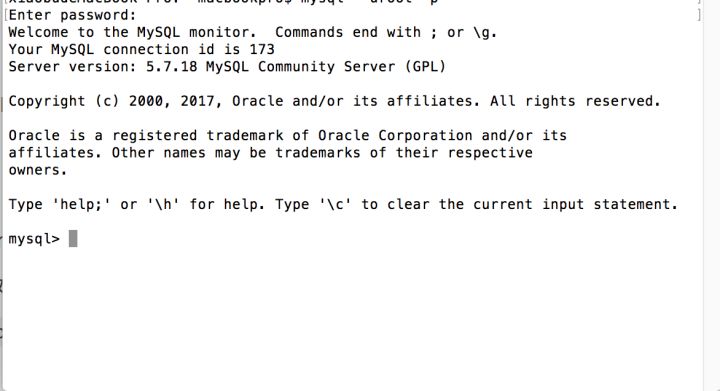 [Enter password: ]
Welcome to the MySQL monitor.  Commands end with ; or \g.
Your MySQL connection id is 173
Server version: 5.7.18 MySQL Community Server (GPL)
Copyright (c) 2000, 2017, Oracle and/or its affiliates. All rights reserved.
Oracle is a registered trademark of Oracle Corporation and/or its
affiliates. Other names may be trademarks of their respective
owners.
Type 'help;' or '\h' for help. Type '\c' to clear the current input statement.
mysql>